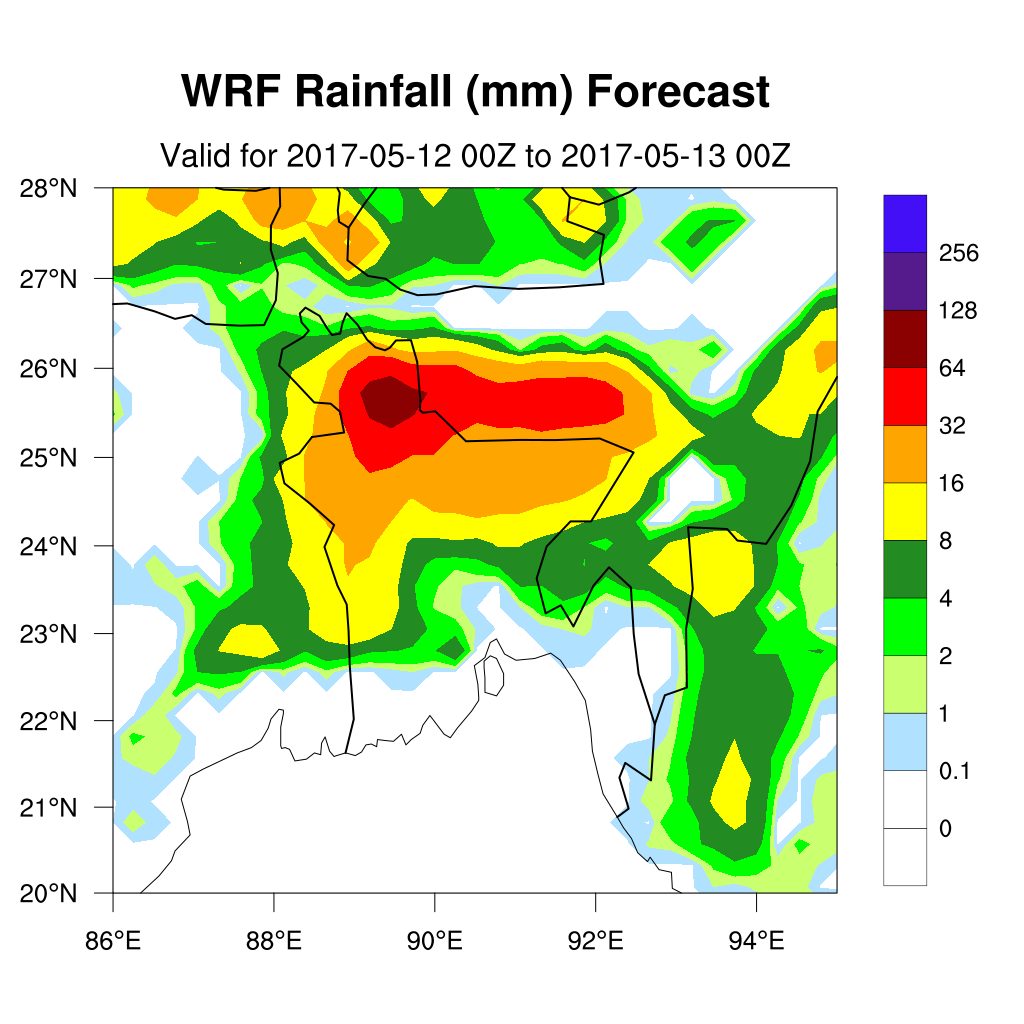 WRF Rainfall (mm) Forecast
Valid for 2017-05-12 00Z to 2017-05-13 00Z
28°N
27°N
26°N
25°N
24°N
23°N
22°N
21°N
20°N
86°E
88°E
90°E
92°E
94°E
256
128
64
32
16
8
4
2
1
0.1
0